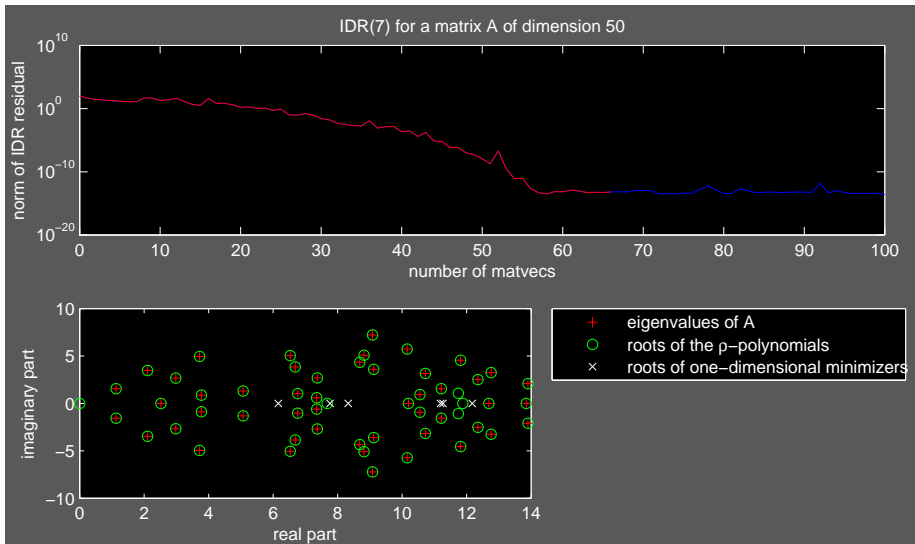 IDR(7) for a matrix A of dimension 50
norm of IDR residual
10^10
10^0
10^−10
10^−20
0 10 20 30 40 50 60 70 80 90 100
number of matvecs
imaginary part
10
5
0
−5
−10
0 2 4 6 8 10 12 14
real part
eigenvalues of A
roots of the ρ−polynomials
roots of one−dimensional minimizers